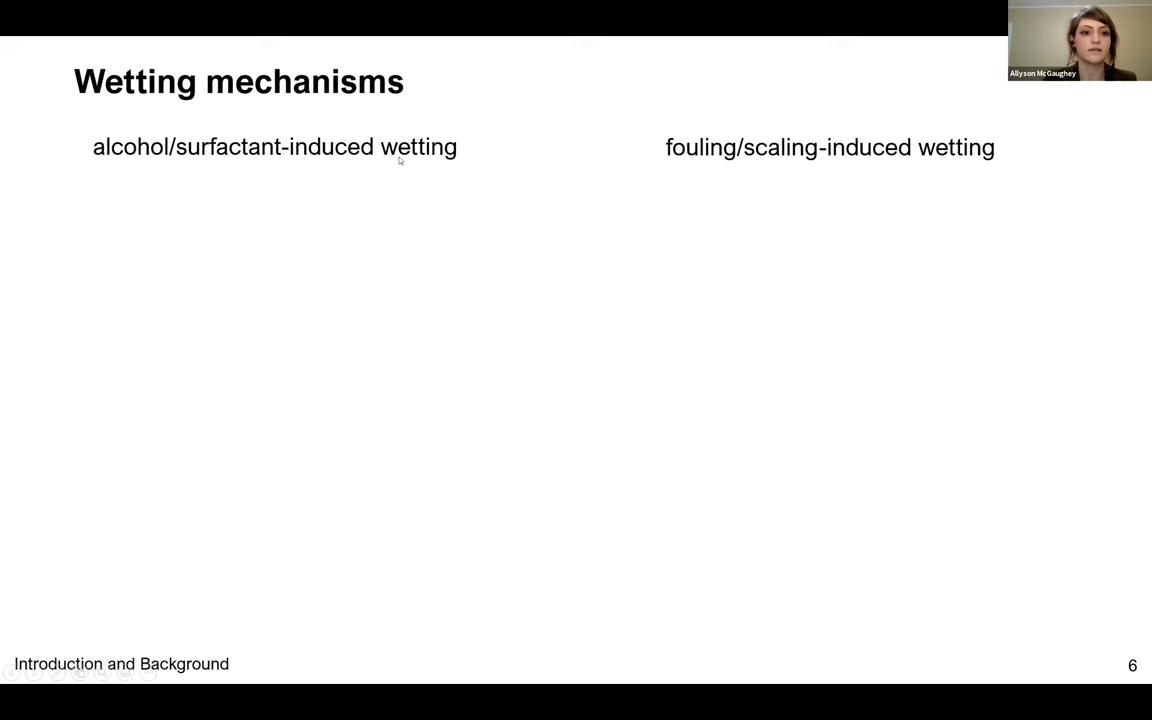 Allyson McGaughey
Wetting mechanisms
alcohol/surfactant-induced wetting
fouling/scaling-induced wetting
Introduction and Background
6